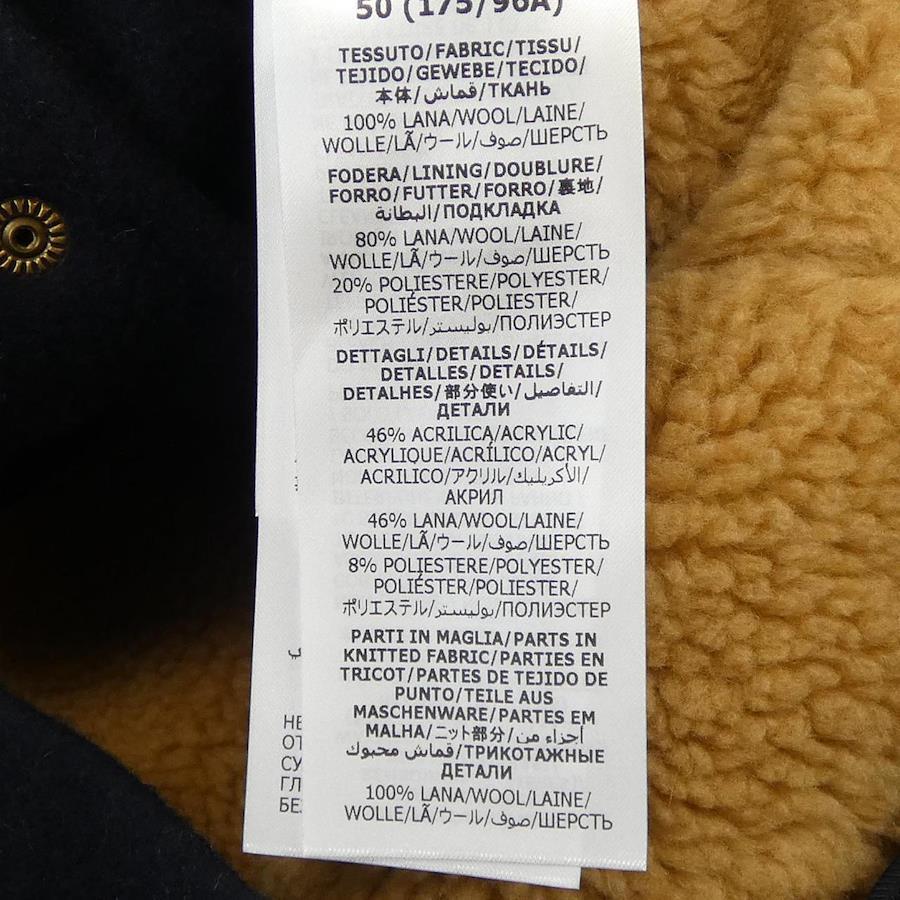 50 (175/96A)
TESSUTO/FABRIC/TISSU/
TEJIDO/GEWEBE/TECIDO/
本体/قماش/ТКАНЬ
100% LANA/WOOL/LAINE/
WOLLE/LÃ/ウール/صوف/ШЕРСТЬ
FODERA/LINING/DOUBLURE/
FORRO/FUTTER/FORRO/裏地/
البطانة/ПОДКЛАДКА
80% LANA/WOOL/LAINE/
WOLLE/LÃ/ウール/صوف/ШЕРСТЬ
20% POLIESTERE/POLYESTER/
POLIÉSTER/POLIESTER/
ポリエステル/بوليستر/ПОЛИЭСТЕР
DETTAGLI/DETAILS/DÉTAILS/
DETALLES/DETAILS/
DETALHES/部分使い/التفاصيل/
ДЕТАЛИ
46% ACRILICA/ACRYLIC/
ACRYLIQUE/ACRÍLICO/ACRYL/
ACRILICO/アクリル/الأكريليك/
АКРИЛ
46% LANA/WOOL/LAINE/
WOLLE/LÃ/ウール/صوف/ШЕРСТЬ
8% POLIESTERE/POLYESTER/
POLIÉSTER/POLIESTER/
ポリエステル/بوليستر/ПОЛИЭСТЕР
PARTI IN MAGLIA/PARTS IN
KNITTED FABRIC/PARTIES EN
TRICOT/PARTES DE TEJIDO DE
PUNTO/TEILE AUS
MASCHENWARE/PARTES EM
MALHA/ニット部分/أجزاء من
قماش محبوك/ТРИКОТАЖНЫЕ
ДЕТАЛИ
100% LANA/WOOL/LAINE/
WOLLE/LÃ/ウール/صوف/ШЕРСТЬ
НЕ
ОТ
СУ
ГЛ
БЕЗ